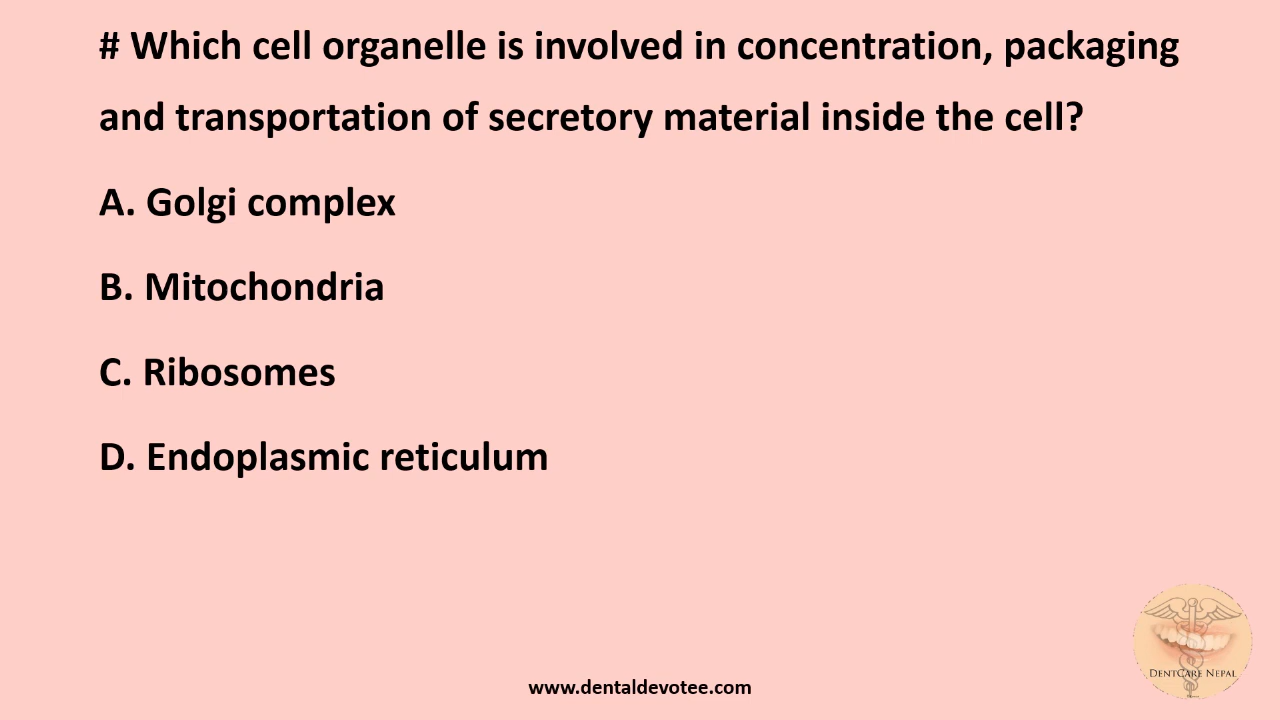 # Which cell organelle is involved in concentration, packaging
and transportation of secretory material inside the cell?
A. Golgi complex
B. Mitochondria
C. Ribosomes
D. Endoplasmic reticulum
DentCare Nepal
www.dentaldevotee.com